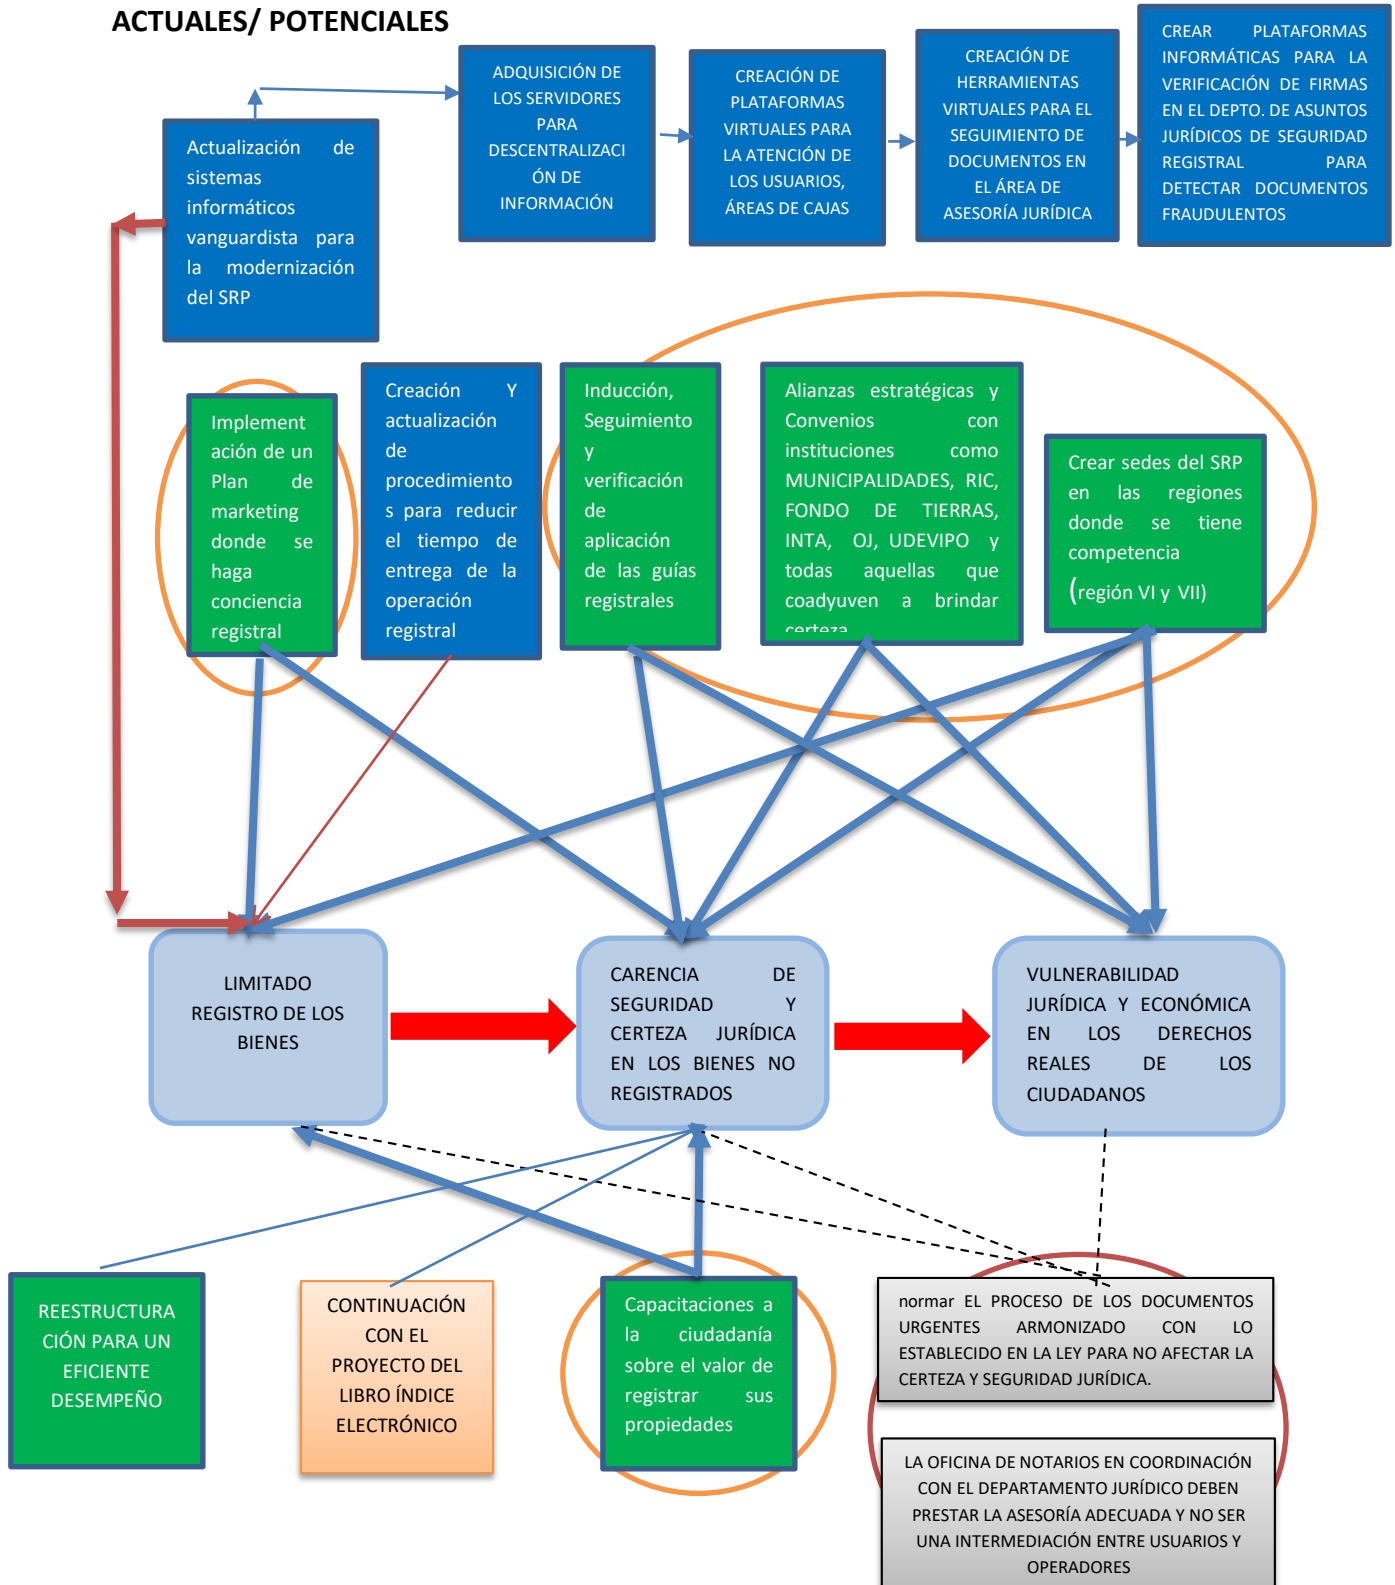 ACTUALES/ POTENCIALES
Actualización de
sistemas
informáticos
vanguardista para
la modernización
del SRP
ADQUISICIÓN DE
LOS SERVIDORES
PARA
DESCENTRALIZACI
ÓN DE
INFORMACIÓN
CREACIÓN DE
PLATAFORMAS
VIRTUALES PARA
LA ATENCIÓN DE
LOS USUARIOS,
ÁREAS DE CAJAS
CREACIÓN DE
HERRAMIENTAS
VIRTUALES PARA EL
SEGUIMIENTO DE
DOCUMENTOS EN
EL ÁREA DE
ASESORÍA JURÍDICA
CREAR PLATAFORMAS
INFORMÁTICAS PARA LA
VERIFICACIÓN DE FIRMAS
EN EL DEPTO. DE ASUNTOS
JURÍDICOS DE SEGURIDAD
REGISTRAL PARA
DETECTAR DOCUMENTOS
FRAUDULENTOS
Implement
ación de un
Plan de
marketing
donde se
haga
conciencia
registral
Creación Y
actualización
de
procedimiento
s para reducir
el tiempo de
entrega de la
operación
registral
Inducción,
Seguimiento
y
verificación
de
aplicación
de las guías
registrales
Alianzas estratégicas y
Convenios con
instituciones como
MUNICIPALIDADES, RIC,
FONDO DE TIERRAS,
INTA, OJ, UDEVIPO y
todas aquellas que
coadyuven a brindar
certeza
Crear sedes del SRP
en las regiones
donde se tiene
competencia
(región VI y VII)
LIMITADO
REGISTRO DE LOS
BIENES
CARENCIA DE
SEGURIDAD Y
CERTEZA JURÍDICA
EN LOS BIENES NO
REGISTRADOS
VULNERABILIDAD
JURÍDICA Y ECONÓMICA
EN LOS DERECHOS
REALES DE LOS
CIUDADANOS
REESTRUCTURA
CIÓN PARA UN
EFICIENTE
DESEMPEÑO
CONTINUACIÓN
CON EL
PROYECTO DEL
LIBRO ÍNDICE
ELECTRÓNICO
Capacitaciones a
la ciudadanía
sobre el valor de
registrar sus
propiedades
normar EL PROCESO DE LOS DOCUMENTOS
URGENTES ARMONIZADO CON LO
ESTABLECIDO EN LA LEY PARA NO AFECTAR LA
CERTEZA Y SEGURIDAD JURÍDICA.
LA OFICINA DE NOTARIOS EN COORDINACIÓN
CON EL DEPARTAMENTO JURÍDICO DEBEN
PRESTAR LA ASESORÍA ADECUADA Y NO SER
UNA INTERMEDIACIÓN ENTRE USUARIOS Y
OPERADORES